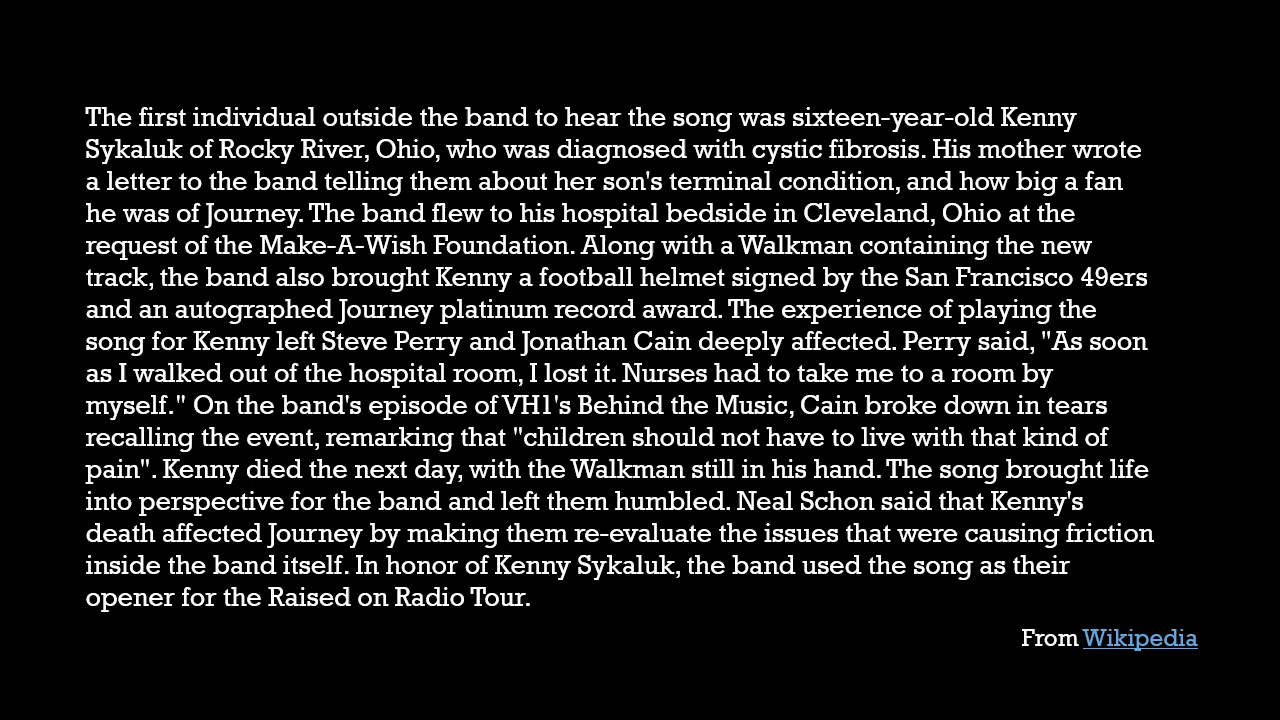 The first individual outside the band to hear the song was sixteen-year-old Kenny
Sykaluk of Rocky River, Ohio, who was diagnosed with cystic fibrosis. His mother wrote
a letter to the band telling them about her son's terminal condition, and how big a fan
he was of Journey. The band flew to his hospital bedside in Cleveland, Ohio at the
request of the Make-A-Wish Foundation. Along with a Walkman containing the new
track, the band also brought Kenny a football helmet signed by the San Francisco 49ers
and an autographed Journey platinum record award. The experience of playing the
song for Kenny left Steve Perry and Jonathan Cain deeply affected. Perry said, "As soon
as I walked out of the hospital room, I lost it. Nurses had to take me to a room by
myself." On the band's episode of VH1's Behind the Music, Cain broke down in tears
recalling the event, remarking that "children should not have to live with that kind of
pain". Kenny died the next day, with the Walkman still in his hand. The song brought life
into perspective for the band and left them humbled. Neal Schon said that Kenny's
death affected Journey by making them re-evaluate the issues that were causing friction
inside the band itself. In honor of Kenny Sykaluk, the band used the song as their
opener for the Raised on Radio Tour.
From Wikipedia